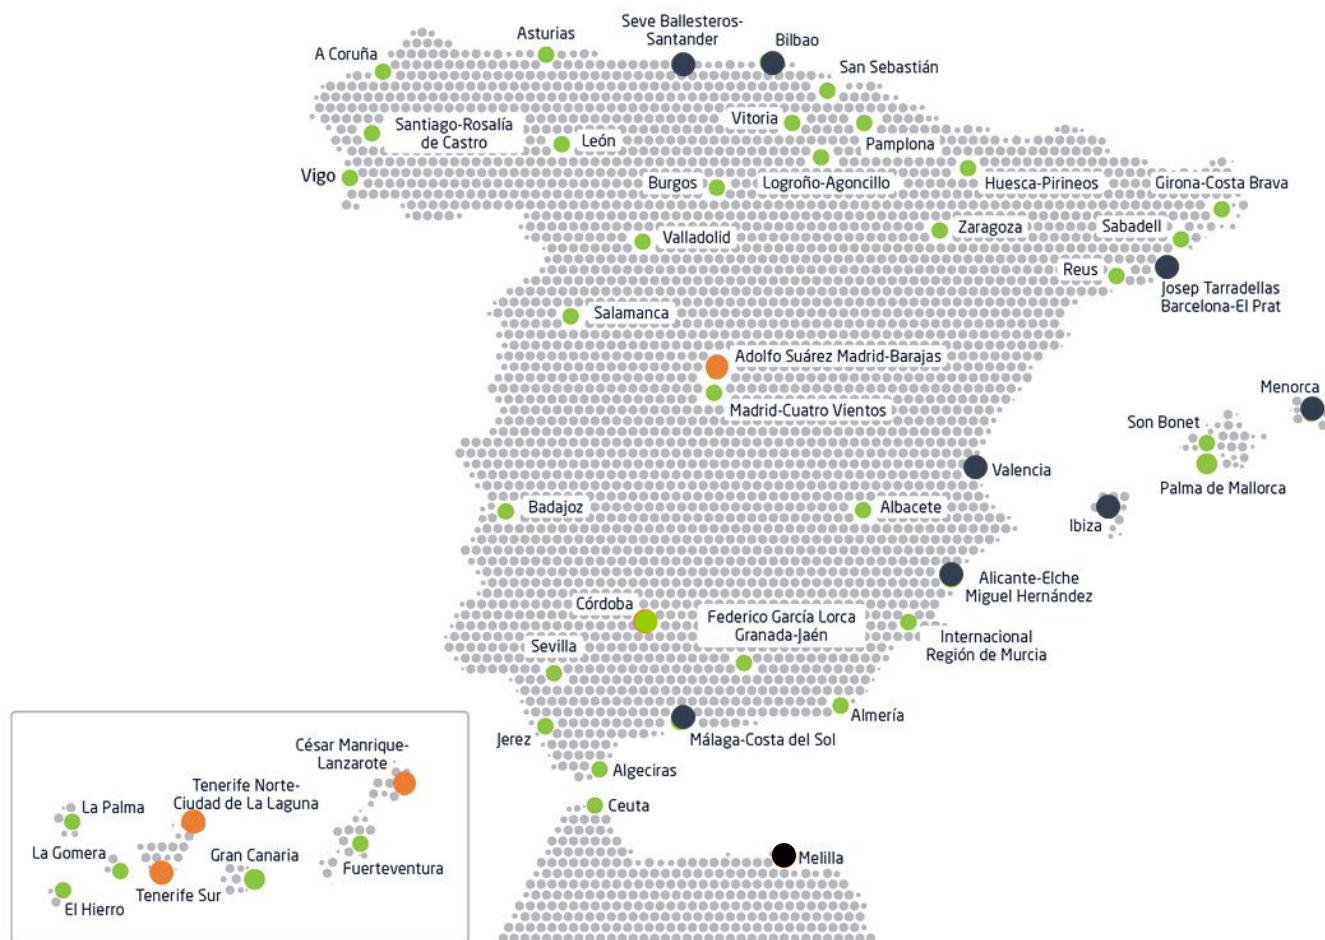 Seve Ballesteros-
Santander
Asturias
Bilbao
A Coruña
San Sebastián
Santiago-Rosalía
de Castro
León
Vitoria
Pamplona
Vigo
Burgos
Logroño-Agoncillo
Huesca-Pirineos
Girona-Costa Brava
Valladolid
Zaragoza
Sabadell
Reus
Josep Tarradellas
Barcelona-El Prat
Salamanca
Adolfo Suárez Madrid-Barajas
Madrid-Cuatro Vientos
Menorca
Son Bonet
Valencia
Palma de Mallorca
Badajoz
Albacete
Ibiza
Alicante-Elche
Miguel Hernández
Córdoba
Federico García Lorca
Granada-Jaén
Internacional
Región de Murcia
Sevilla
Almería
Jerez
Málaga-Costa del Sol
Algeciras
Ceuta
Melilla
César Manrique-
Lanzarote
Tenerife Norte-
Ciudad de La Laguna
La Palma
La Gomera
Gran Canaria
Fuerteventura
Tenerife Sur
El Hierro